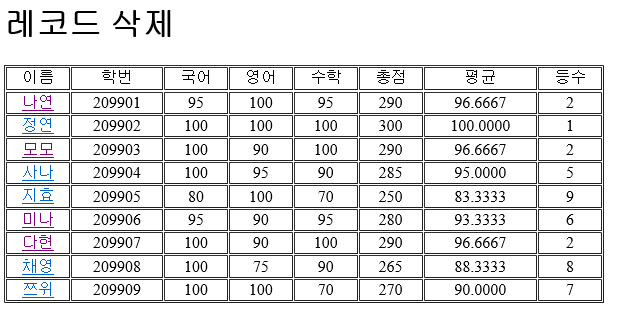 레코드 삭제
이름 학번 국어 영어 수학 총점 평균 등수
나연 209901 95 100 95 290 96.6667 2
정연 209902 100 100 100 300 100.0000 1
모모 209903 100 90 100 290 96.6667 2
사나 209904 100 95 90 285 95.0000 5
지효 209905 80 100 70 250 83.3333 9
미나 209906 95 90 95 280 93.3333 6
다현 209907 100 90 100 290 96.6667 2
채영 209908 100 75 90 265 88.3333 8
쯔위 209909 100 100 70 270 90.0000 7